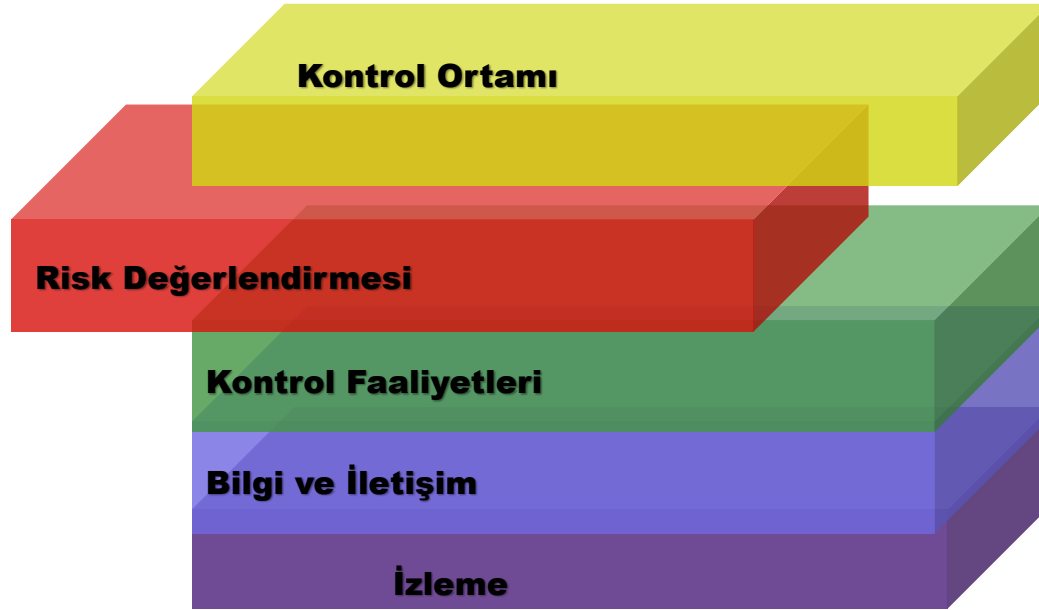 Kontrol Ortamı
Risk Değerlendirmesi
Kontrol Faaliyetleri
Bilgi ve İletişim
İzleme